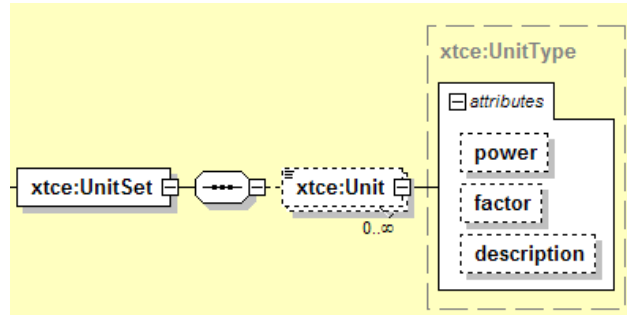 xtce:UnitType
attributes
xtce:UnitSet
xtce:Unit
0..∞
power
factor
description